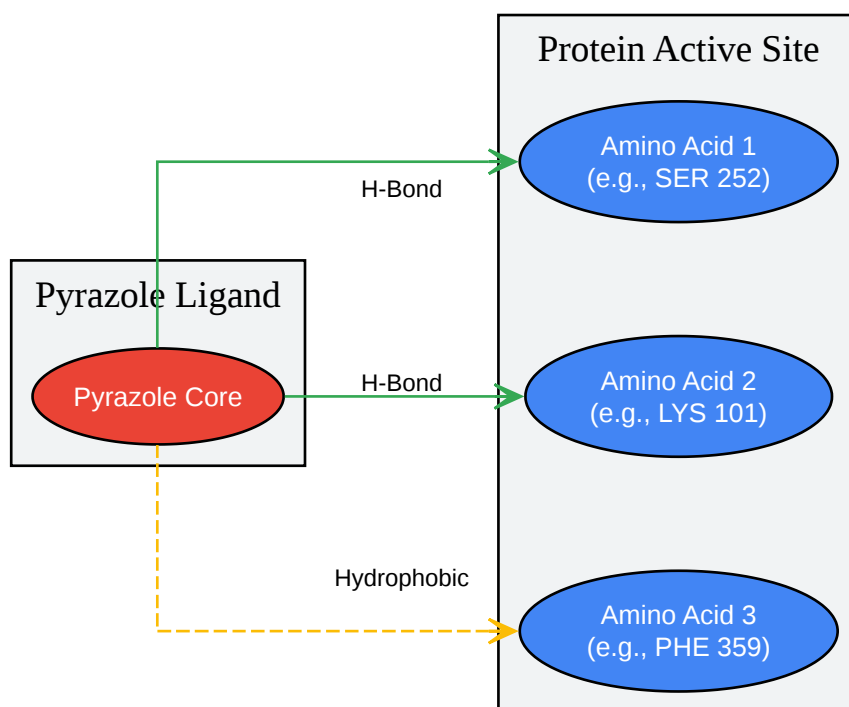 Protein Active Site
Amino Acid 1
(e.g., SER 252)
H-Bond
Pyrazole Ligand
Pyrazole Core
H-Bond
Amino Acid 2
(e.g., LYS 101)
Hydrophobic
Amino Acid 3
(e.g., PHE 359)